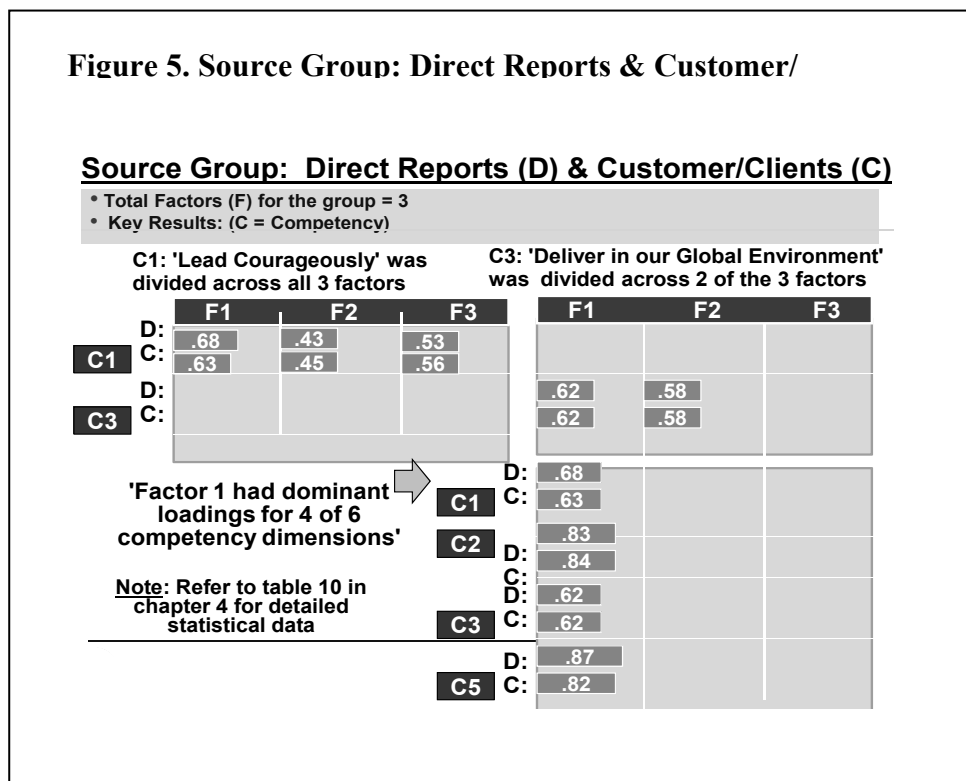 Figure 5. Source Group: Direct Reports & Customer/
Source Group: Direct Reports (D) & Customer/Clients (C)
• Total Factors (F) for the group = 3
• Key Results: (C = Competency)
C1: 'Lead Courageously' was
divided across all 3 factors
F1 F2 F3
D: .68 .43 .53
C1 C: .63 .45 .56
D:
C3 C:
C3: 'Deliver in our Global Environment'
was divided across 2 of the 3 factors
F1 F2 F3
.62 .58
.62 .58
'Factor 1 had dominant
loadings for 4 of 6
competency dimensions'
Note: Refer to table 10 in
chapter 4 for detailed
statistical data
D: .68
C1 C: .63
C2 .83
D: .84
C:
D: .62
C3 .62
D: .87
C5 C: .82